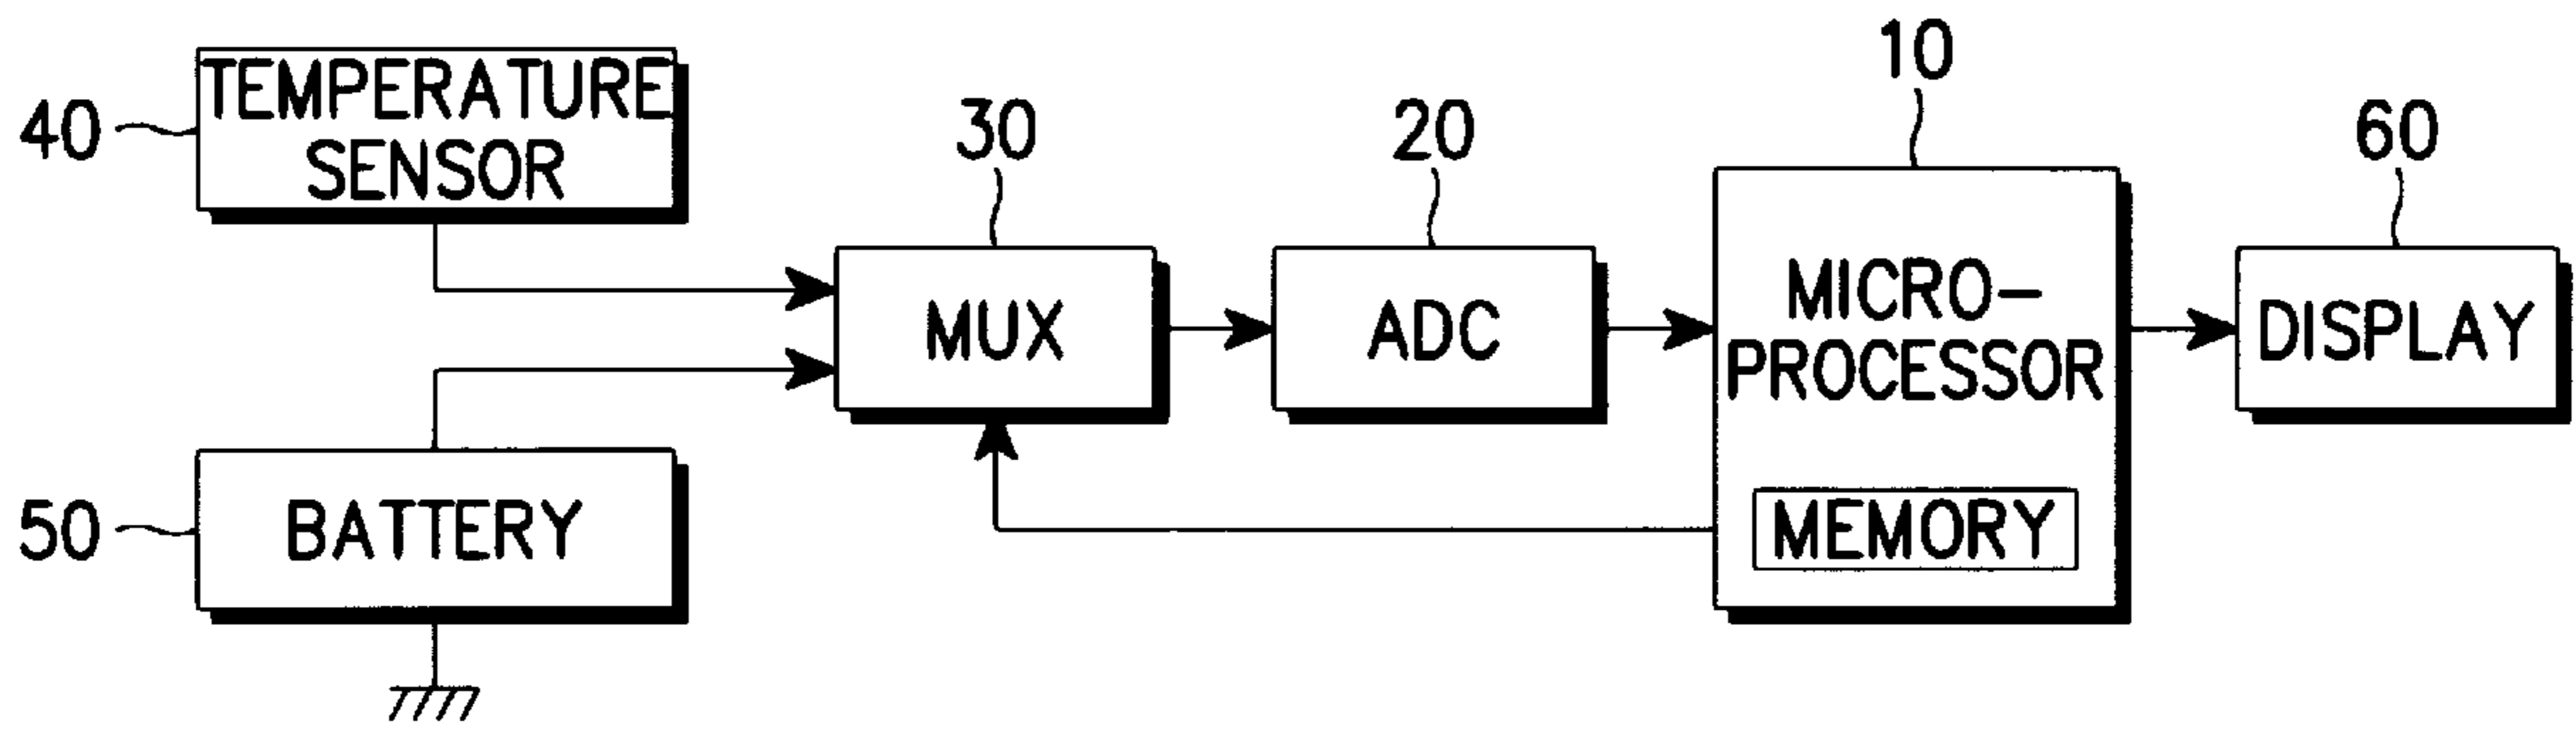 10
TEMPERATURE
SENSOR
40
30
20
60
MUX
ADC
MICRO-
PROCESSOR
DISPLAY
MEMORY
50
BATTERY